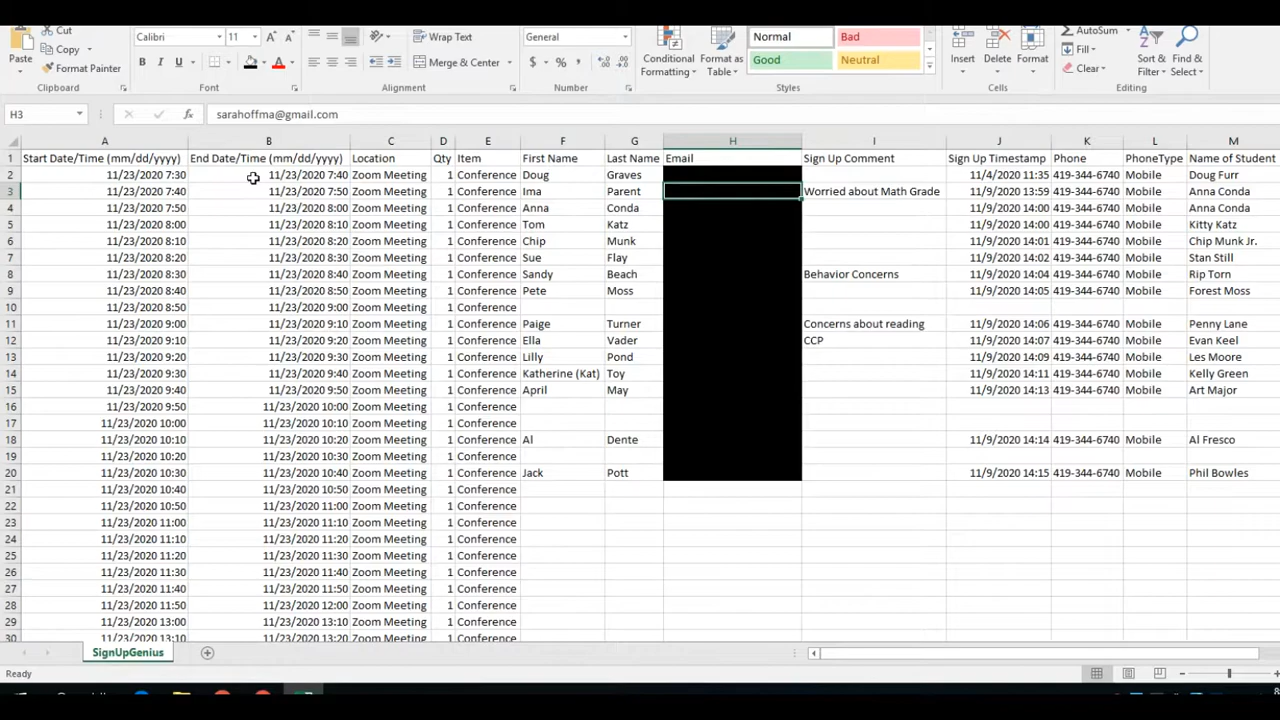 Cut
Calibri 11 Wrap Text General Normal Bad AutoSum
Copy Fill
Paste Conditional Format as Insert Delete Format Sort & Find &
Format Painter B I U A Merge & Center $ % , Formatting Table Good Neutral Clear Filter Select
Clipboard Font Alignment Number Styles Cells Editing
H3 fx sarahoffma@gmail.com
A B C D E F G H I J K L M
1 Start Date/Time (mm/dd/yyyy) End Date/Time (mm/dd/yyyy) Location Qty Item First Name Last Name Email Sign Up Comment Sign Up Timestamp Phone PhoneType Name of Student
2 11/23/2020 7:30 11/23/2020 7:40 Zoom Meeting 1 Conference Doug Graves 11/4/2020 11:35 419-344-6740 Mobile Doug Furr
3 11/23/2020 7:40 11/23/2020 7:50 Zoom Meeting 1 Conference Ima Parent Worried about Math Grade 11/9/2020 13:59 419-344-6740 Mobile Anna Conda
4 11/23/2020 7:50 11/23/2020 8:00 Zoom Meeting 1 Conference Anna Conda 11/9/2020 14:00 419-344-6740 Mobile Anna Conda
5 11/23/2020 8:00 11/23/2020 8:10 Zoom Meeting 1 Conference Tom Katz 11/9/2020 14:00 419-344-6740 Mobile Kitty Katz
6 11/23/2020 8:10 11/23/2020 8:20 Zoom Meeting 1 Conference Chip Munk 11/9/2020 14:01 419-344-6740 Mobile Chip Munk Jr.
7 11/23/2020 8:20 11/23/2020 8:30 Zoom Meeting 1 Conference Sue Flay 11/9/2020 14:02 419-344-6740 Mobile Stan Still
8 11/23/2020 8:30 11/23/2020 8:40 Zoom Meeting 1 Conference Sandy Beach Behavior Concerns 11/9/2020 14:04 419-344-6740 Mobile Rip Torn
9 11/23/2020 8:40 11/23/2020 8:50 Zoom Meeting 1 Conference Pete Moss 11/9/2020 14:05 419-344-6740 Mobile Forest Moss
10 11/23/2020 8:50 11/23/2020 9:00 Zoom Meeting 1 Conference
11 11/23/2020 9:00 11/23/2020 9:10 Zoom Meeting 1 Conference Paige Turner Concerns about reading 11/9/2020 14:06 419-344-6740 Mobile Penny Lane
12 11/23/2020 9:10 11/23/2020 9:20 Zoom Meeting 1 Conference Ella Vader CCP 11/9/2020 14:07 419-344-6740 Mobile Evan Keel
13 11/23/2020 9:20 11/23/2020 9:30 Zoom Meeting 1 Conference Lilly Pond 11/9/2020 14:09 419-344-6740 Mobile Les Moore
14 11/23/2020 9:30 11/23/2020 9:40 Zoom Meeting 1 Conference Katherine (Kat) Toy 11/9/2020 14:11 419-344-6740 Mobile Kelly Green
15 11/23/2020 9:40 11/23/2020 9:50 Zoom Meeting 1 Conference April May 11/9/2020 14:13 419-344-6740 Mobile Art Major
16 11/23/2020 9:50 11/23/2020 10:00 Zoom Meeting 1 Conference
17 11/23/2020 10:00 11/23/2020 10:10 Zoom Meeting 1 Conference
18 11/23/2020 10:10 11/23/2020 10:20 Zoom Meeting 1 Conference Al Dente 11/9/2020 14:14 419-344-6740 Mobile Al Fresco
19 11/23/2020 10:20 11/23/2020 10:30 Zoom Meeting 1 Conference
20 11/23/2020 10:30 11/23/2020 10:40 Zoom Meeting 1 Conference Jack Pott 11/9/2020 14:15 419-344-6740 Mobile Phil Bowles
21 11/23/2020 10:40 11/23/2020 10:50 Zoom Meeting 1 Conference
22 11/23/2020 10:50 11/23/2020 11:00 Zoom Meeting 1 Conference
23 11/23/2020 11:00 11/23/2020 11:10 Zoom Meeting 1 Conference
24 11/23/2020 11:10 11/23/2020 11:20 Zoom Meeting 1 Conference
25 11/23/2020 11:20 11/23/2020 11:30 Zoom Meeting 1 Conference
26 11/23/2020 11:30 11/23/2020 11:40 Zoom Meeting 1 Conference
27 11/23/2020 11:40 11/23/2020 11:50 Zoom Meeting 1 Conference
28 11/23/2020 11:50 11/23/2020 12:00 Zoom Meeting 1 Conference
29 11/23/2020 13:00 11/23/2020 13:10 Zoom Meeting 1 Conference
30 11/23/2020 13:10 11/23/2020 13:20 Zoom Meeting 1 Conference
SignUpGenius
Ready